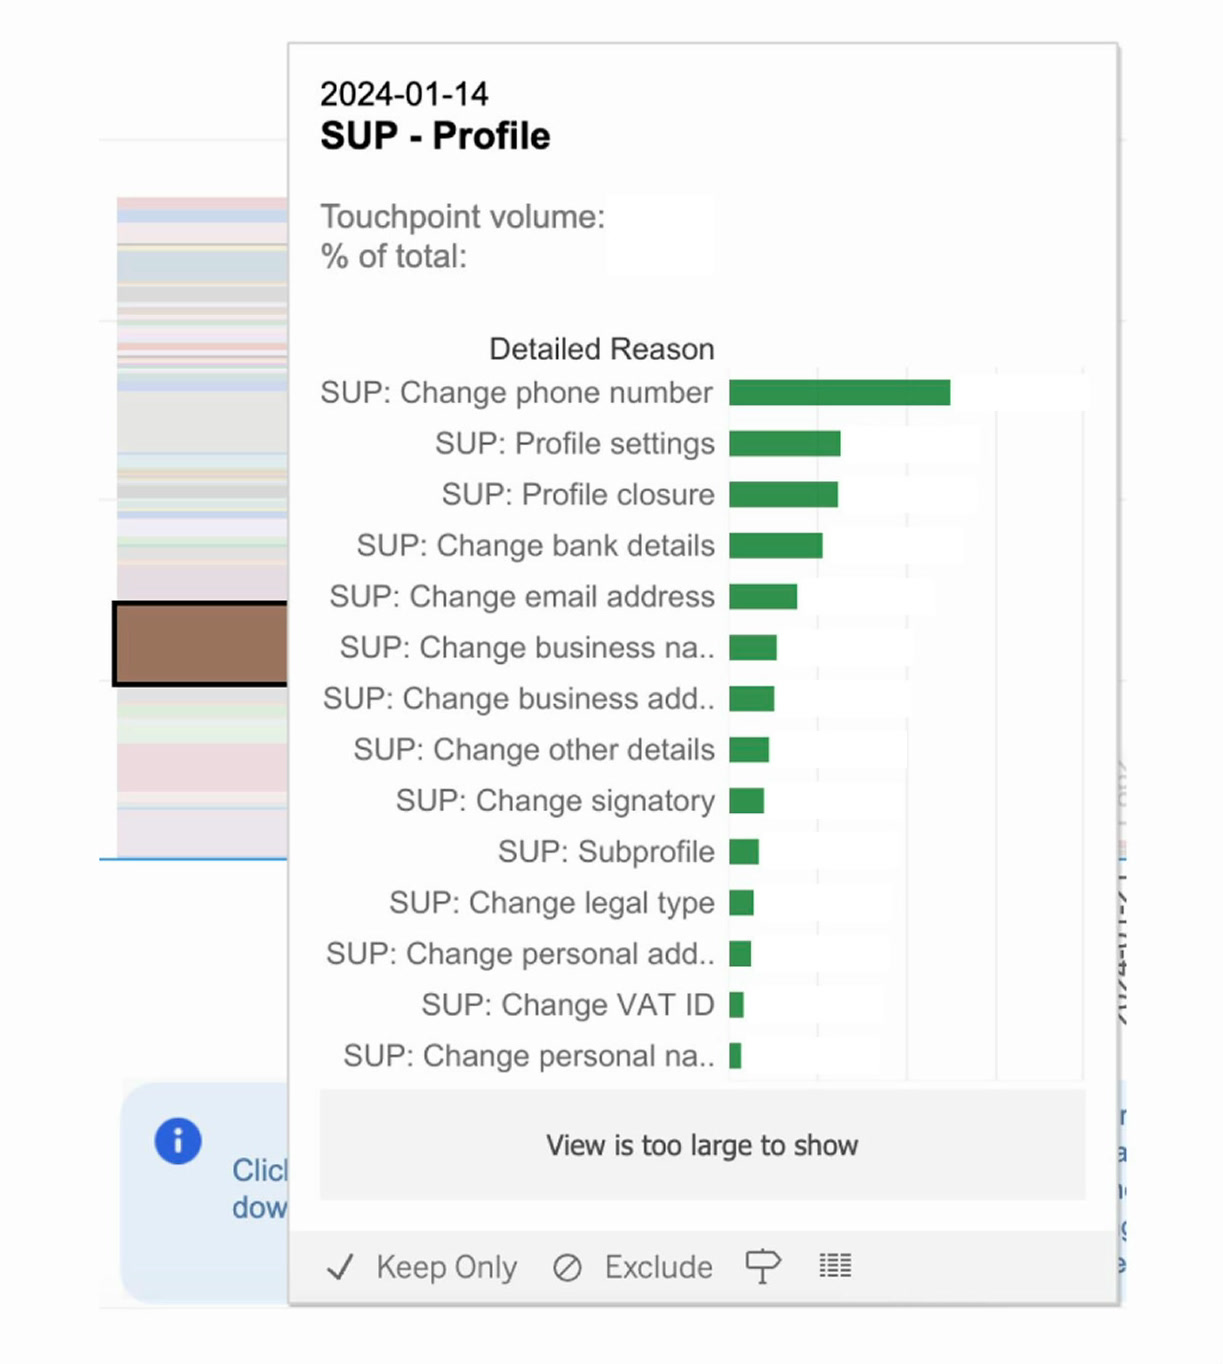 2024-01-14
SUP - Profile
Touchpoint volume:
% of total:
Detailed Reason
SUP: Change phone number
SUP: Profile settings
SUP: Profile closure
SUP: Change bank details
SUP: Change email address
SUP: Change business na..
SUP: Change business add..
SUP: Change other details
SUP: Change signatory
SUP: Subprofile
SUP: Change legal type
SUP: Change personal add..
SUP: Change VAT ID
SUP: Change personal na..
View is too large to show
Clicl
dow
Keep Only Exclude